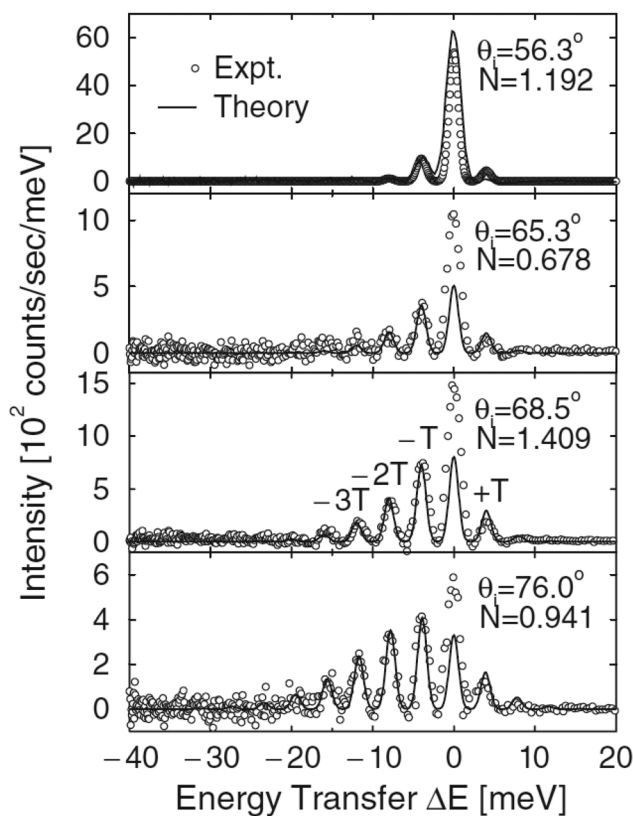 Intensity [10² counts/sec/meV]
60
40
20
0
Expt.
Theory
θᵢ=56.3°
N=1.192
10
5
0
θᵢ=65.3°
N=0.678
15
10
5
0
−3T
−2T
−T
+T
θᵢ=68.5°
N=1.409
6
4
2
0
θᵢ=76.0°
N=0.941
−40 −30 −20 −10 0 10 20
Energy Transfer ΔE [meV]